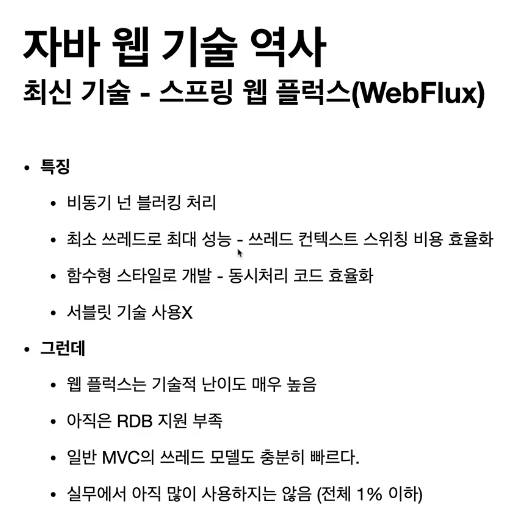 자바 웹 기술 역사
최신 기술 - 스프링 웹 플럭스(WebFlux)
• 특징
• 비동기 넌 블러킹 처리
• 최소 쓰레드로 최대 성능 - 쓰레드 컨텍스트 스위칭 비용 효율화
• 함수형 스타일로 개발 - 동시처리 코드 효율화
• 서블릿 기술 사용X
• 그런데
• 웹 플럭스는 기술적 난이도 매우 높음
• 아직은 RDB 지원 부족
• 일반 MVC의 쓰레드 모델도 충분히 빠르다.
• 실무에서 아직 많이 사용하지는 않음 (전체 1% 이하)